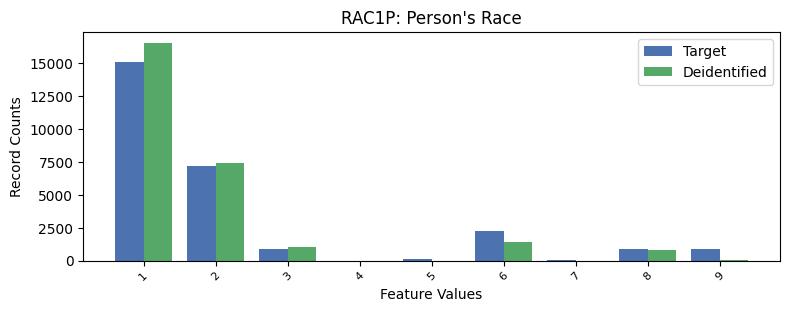 RAC1P: Person's Race
Target
Deidentified
Record Counts
15000
12500
10000
7500
5000
2500
0
1 2 3 4 5 6 7 8 9
Feature Values